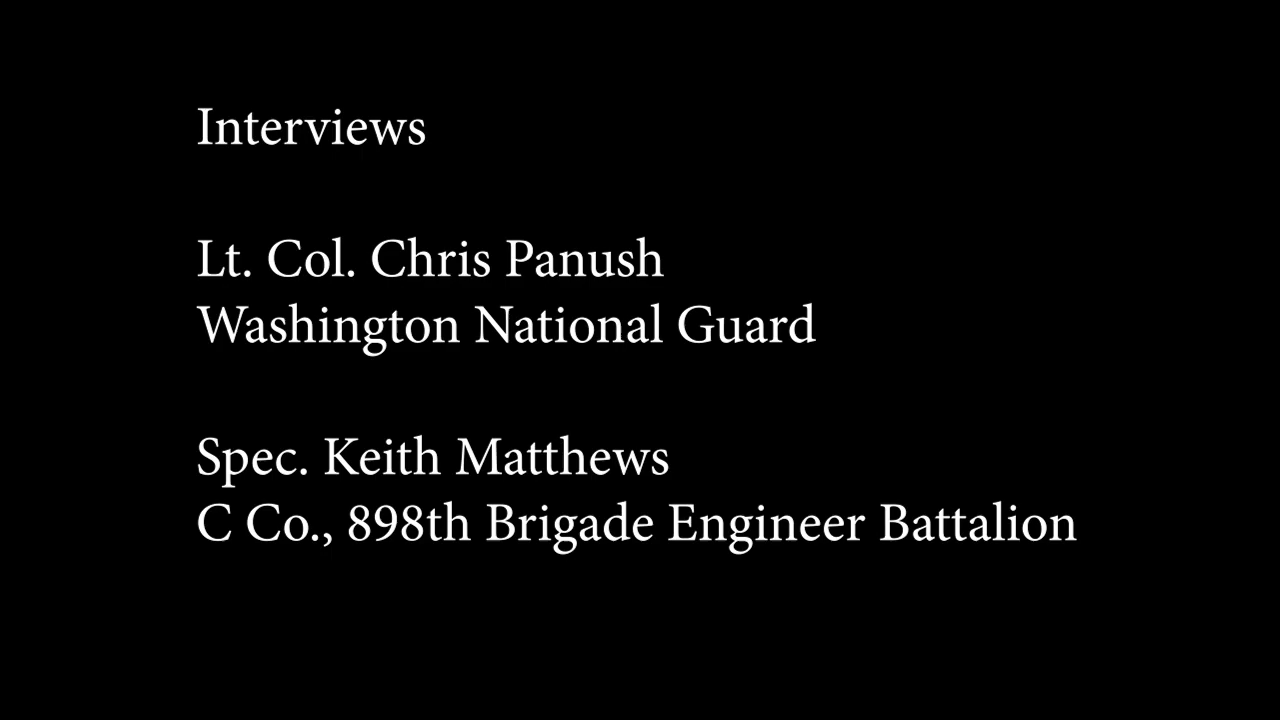 Interviews
Lt. Col. Chris Panush
Washington National Guard
Spec. Keith Matthews
C Co., 898th Brigade Engineer Battalion